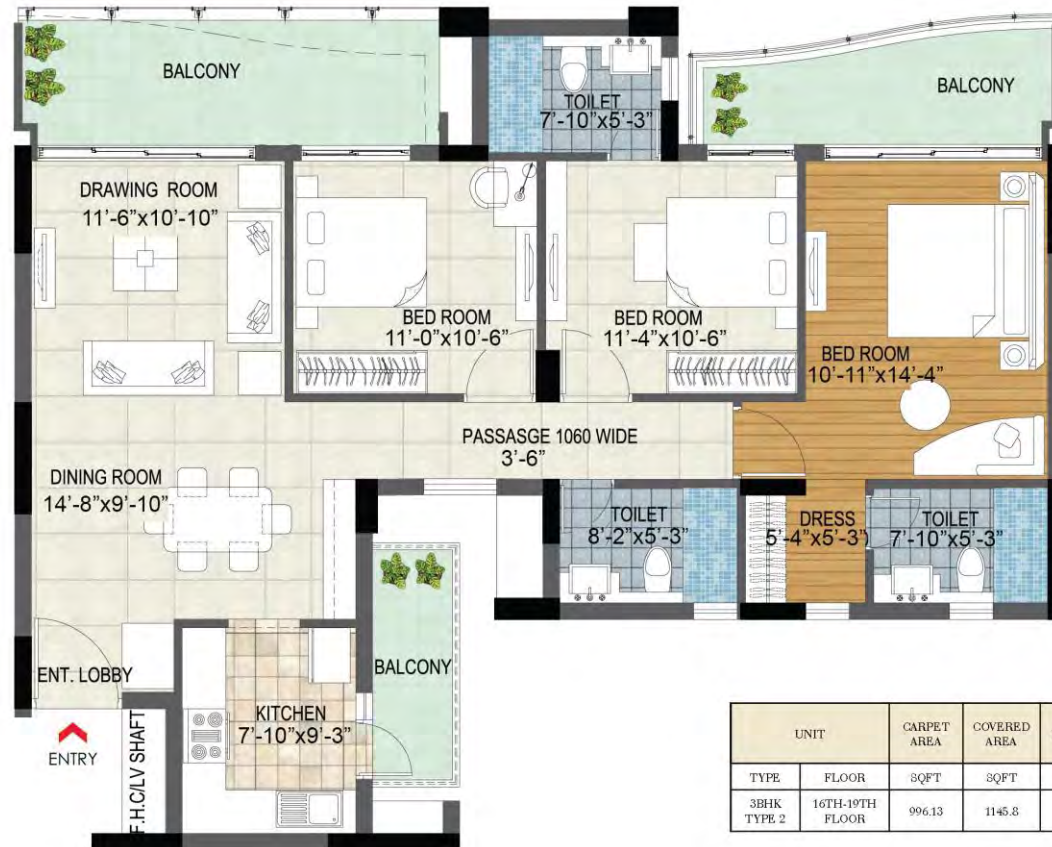 BALCONY
TOILET
7'-10"x5'-3"
BALCONY
DRAWING ROOM
11'-6"x10'-10"
BED ROOM
11'-0"x10'-6"
BED ROOM
11'-4"x10'-6"
BED ROOM
10'-11"x14'-4"
PASSASGE 1060 WIDE
3'-6"
DINING ROOM
14'-8"x9'-10"
TOILET
8'-2"x5'-3"
DRESS
5'-4"x5'-3"
TOILET
7'-10"x5'-3"
ENT. LOBBY
BALCONY
KITCHEN
7'-10"x9'-3"
ENTRY
F.H.C/LV SHAFT
UNIT
CARPET
AREA
COVERED
AREA
TYPE
FLOOR
SQFT
SQFT
3BHK
TYPE 2
16TH-19TH
FLOOR
996.13
1145.8